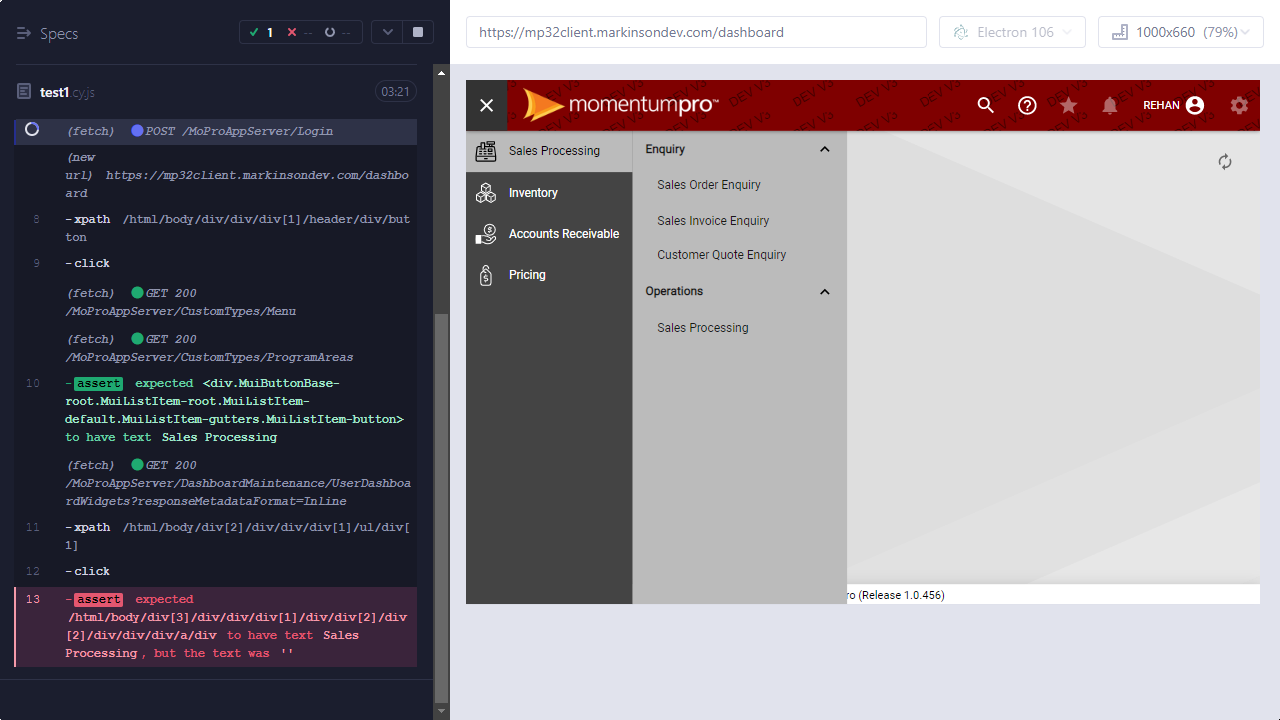 Specs
1
--
--
test1.cy.js
03:21
(fetch) POST /MoProAppServer/Login
(new
url) https://mp32client.markinsondev.com/dashbo
ard
8 -xpath /html/body/div/div/div[1]/header/div/but
ton
9 -click
(fetch) GET 200
/MoProAppServer/CustomTypes/Menu
(fetch) GET 200
/MoProAppServer/CustomTypes/ProgramAreas
10 -assert expected <div.MuiButtonBase-
root.MuiListItem-root.MuiListItem-
default.MuiListItem-gutters.MuiListItem-button>
to have text Sales Processing
(fetch) GET 200
/MoProAppServer/DashboardMaintenance/UserDashboa
rdWidgets?responseMetadataFormat=Inline
11 -xpath /html/body/div[2]/div/div/div[1]/ul/div[
1]
12 -click
13 -assert expected
/html/body/div[3]/div/div/div[1]/div/div[2]/div
[2]/div/div/div/a/div to have text Sales
Processing, but the text was ''
https://mp32client.markinsondev.com/dashboard
Electron 106
1000x660 (79%)
momentumpro™
DEV V3
REHAN
Sales Processing
Inventory
Accounts Receivable
Pricing
Enquiry
Sales Order Enquiry
Sales Invoice Enquiry
Customer Quote Enquiry
Operations
Sales Processing
ro (Release 1.0.456)